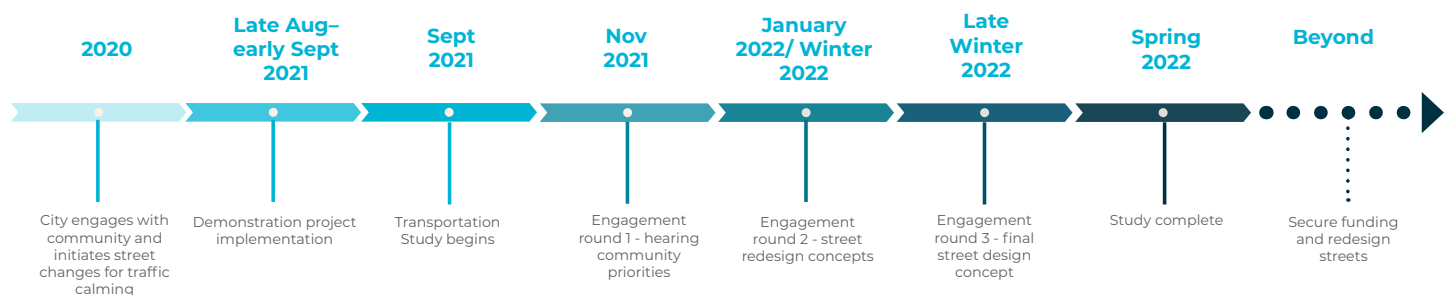 2020
Late Aug–
early Sept
2021
Sept
2021
Nov
2021
January
2022/ Winter
2022
Late
Winter
2022
Spring
2022
Beyond
City engages with
community and
initiates street
changes for traffic
calming
Demonstration project
implementation
Transportation
Study begins
Engagement
round 1 - hearing
community
priorities
Engagement
round 2 - street
redesign concepts
Engagement
round 3 - final
street design
concept
Study complete
Secure funding
and redesign
streets